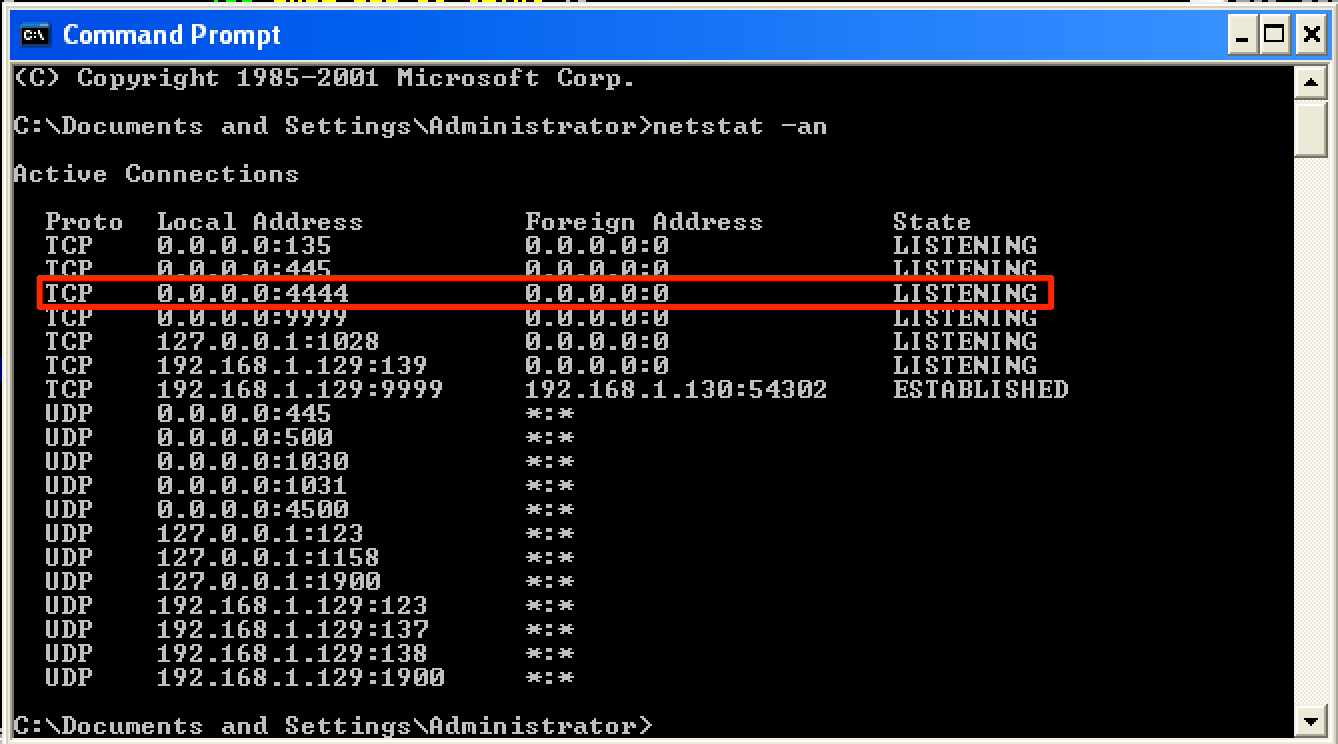 Command Prompt
(C) Copyright 1985-2001 Microsoft Corp.
C:\Documents and Settings\Administrator>netstat -an
Active Connections
Proto  Local Address          Foreign Address        State
TCP    0.0.0.0:135            0.0.0.0:0              LISTENING
TCP    0.0.0.0:445            0.0.0.0:0              LISTENING
TCP    0.0.0.0:4444           0.0.0.0:0              LISTENING
TCP    0.0.0.0:9999           0.0.0.0:0              LISTENING
TCP    127.0.0.1:1028         0.0.0.0:0              LISTENING
TCP    192.168.1.129:139      0.0.0.0:0              LISTENING
TCP    192.168.1.129:9999     192.168.1.130:54302    ESTABLISHED
UDP    0.0.0.0:445            *:*
UDP    0.0.0.0:500            *:*
UDP    0.0.0.0:1030           *:*
UDP    0.0.0.0:1031           *:*
UDP    0.0.0.0:4500           *:*
UDP    127.0.0.1:123          *:*
UDP    127.0.0.1:1158         *:*
UDP    127.0.0.1:1900         *:*
UDP    192.168.1.129:123      *:*
UDP    192.168.1.129:137      *:*
UDP    192.168.1.129:138      *:*
UDP    192.168.1.129:1900     *:*
C:\Documents and Settings\Administrator>